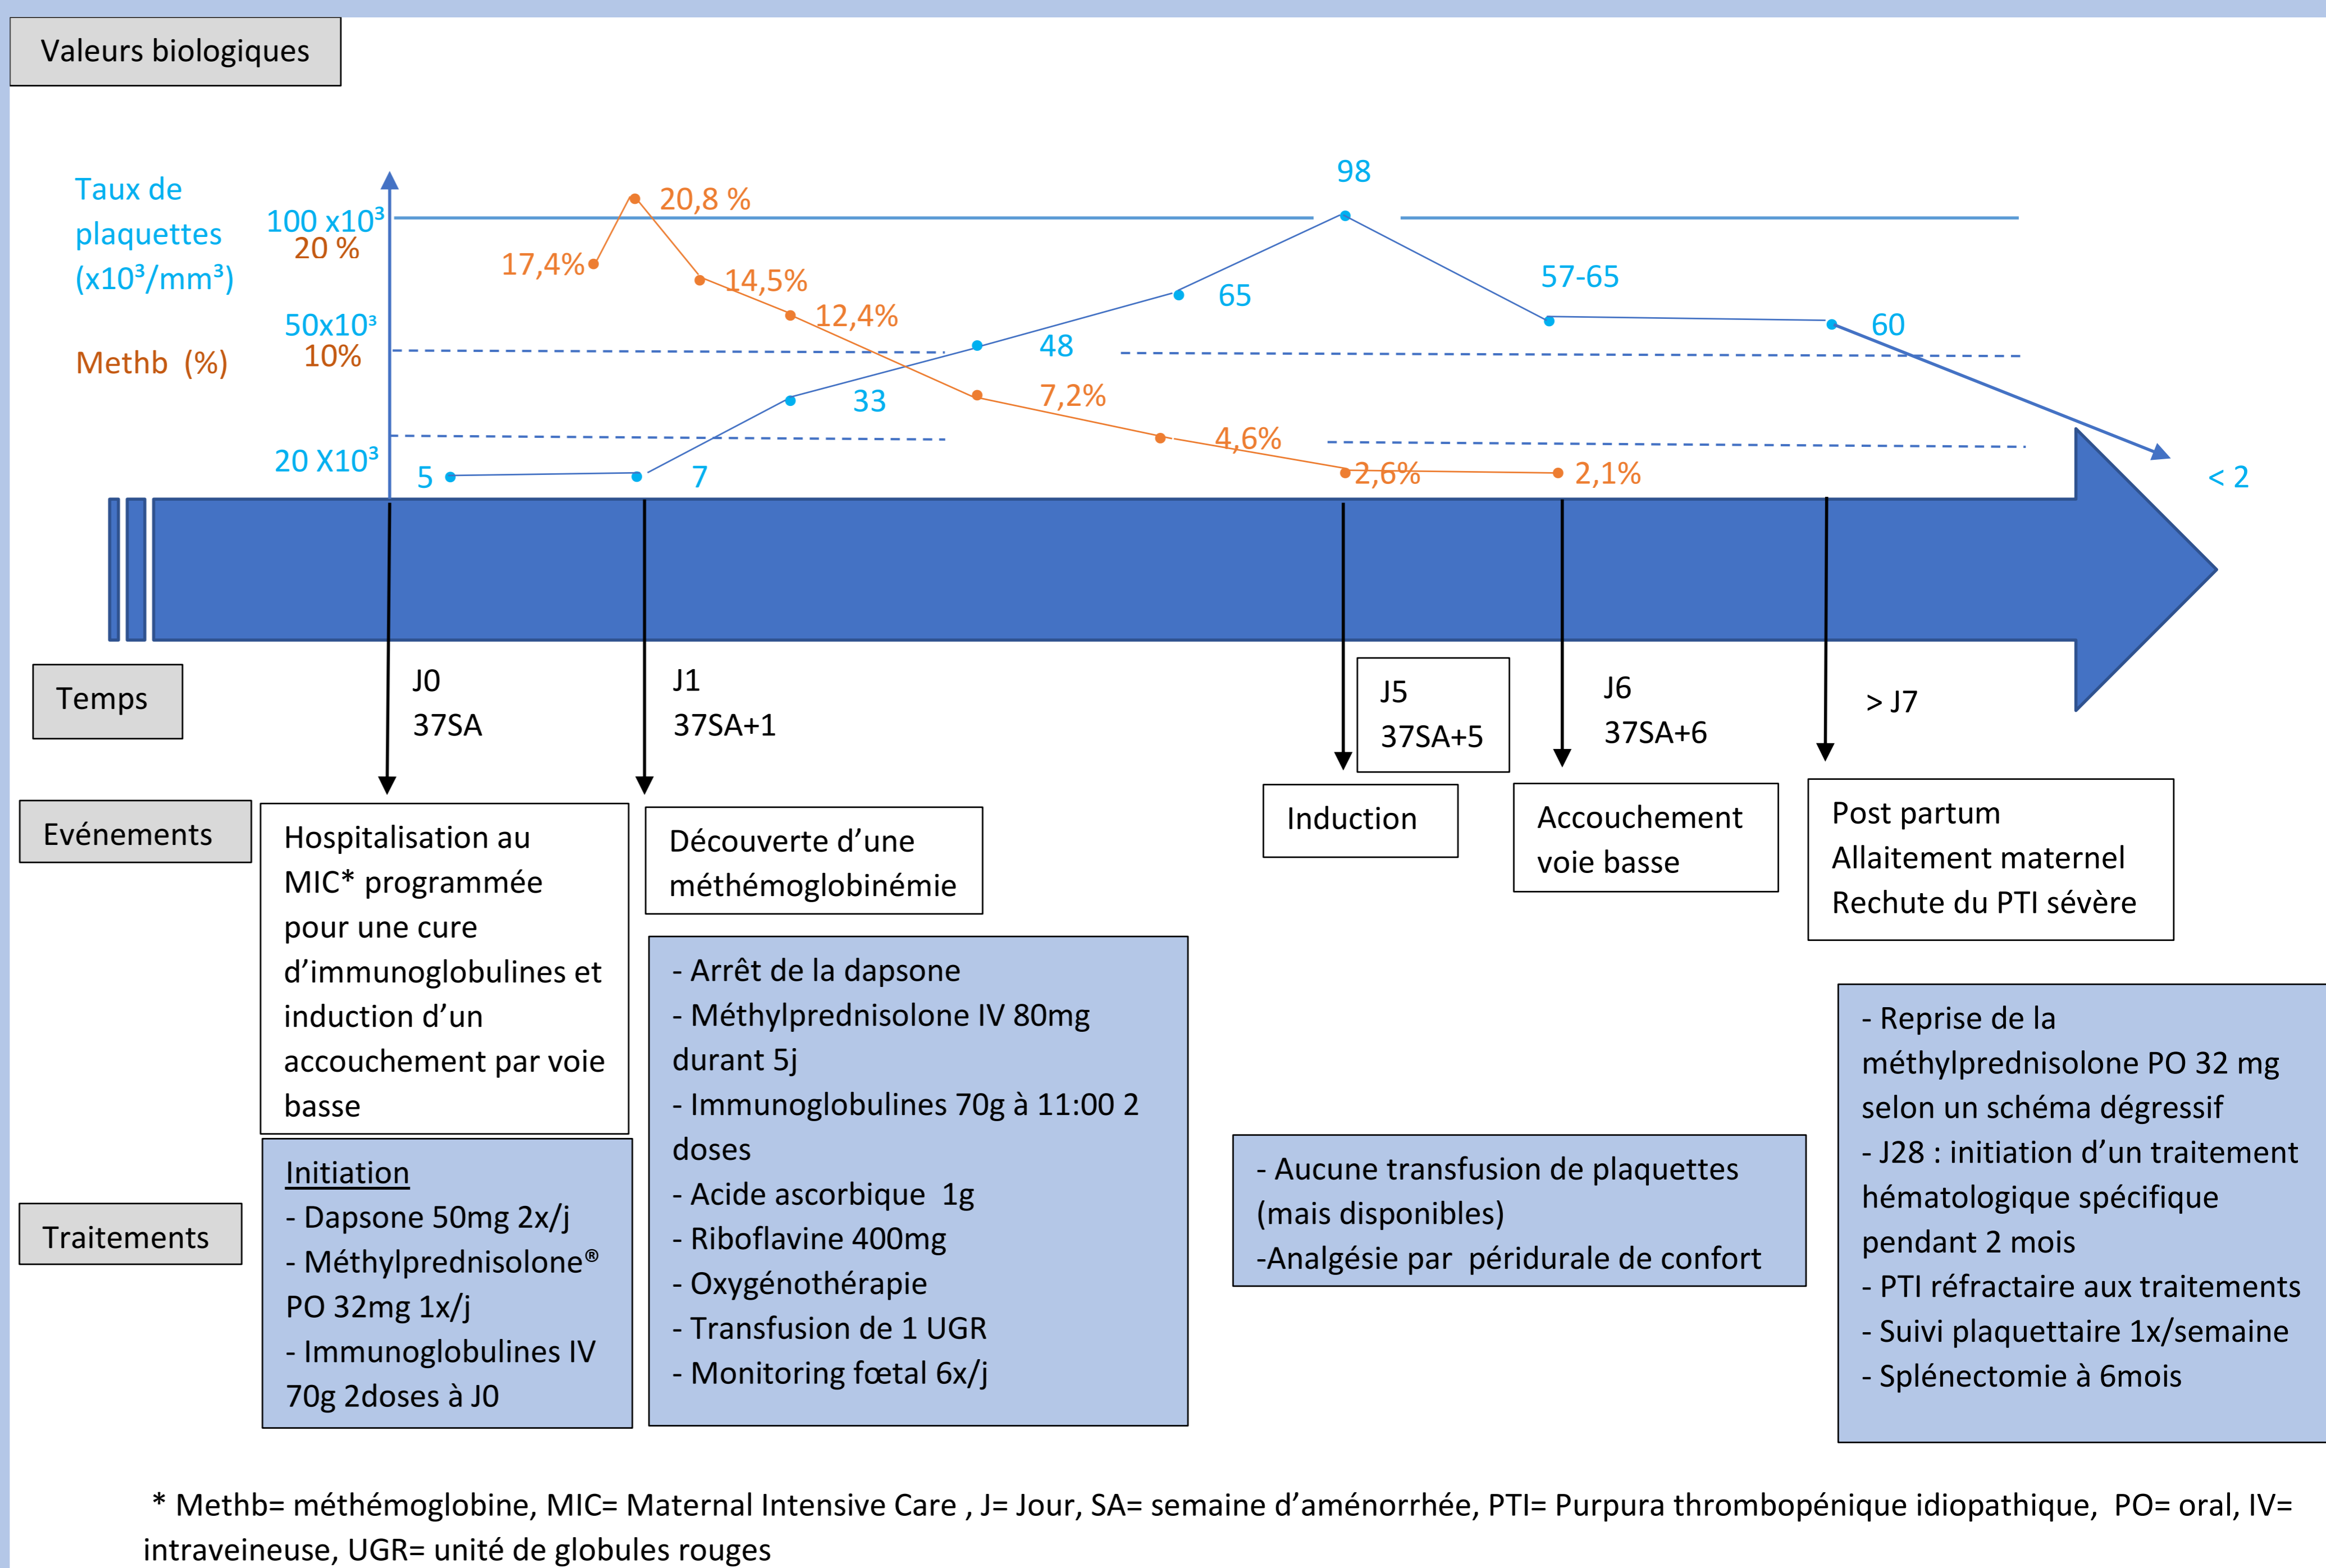 Valeurs biologiques
Taux de
plaquettes
(x10³/mm³)
Methb (%)
100 x10³
20 %
50x10³
10%
20 X10³
17,4%
20,8 %
14,5%
12,4%
7,2%
4,6%
2,6%
2,1%
5
7
33
48
65
98
57-65
60
< 2
Temps
J0
37SA
J1
37SA+1
J5
37SA+5
J6
37SA+6
> J7
Evénements
Hospitalisation au
MIC* programmée
pour une cure
d’immunoglobulines et
induction d’un
accouchement par voie
basse
Découverte d’une
méthémoglobinémie
Induction
Accouchement
voie basse
Post partum
Allaitement maternel
Rechute du PTI sévère
Traitements
Initiation
- Dapsone 50mg 2x/j
- Méthylprednisolone®
PO 32mg 1x/j
- Immunoglobulines IV
70g 2doses à J0
- Arrêt de la dapsone
- Méthylprednisolone IV 80mg
durant 5j
- Immunoglobulines 70g à 11:00 2
doses
- Acide ascorbique 1g
- Riboflavine 400mg
- Oxygénothérapie
- Transfusion de 1 UGR
- Monitoring fœtal 6x/j
- Aucune transfusion de plaquettes
(mais disponibles)
-Analgésie par péridurale de confort
- Reprise de la
méthylprednisolone PO 32 mg
selon un schéma dégressif
- J28 : initiation d’un traitement
hématologique spécifique
pendant 2 mois
- PTI réfractaire aux traitements
- Suivi plaquettaire 1x/semaine
- Splénectomie à 6mois
* Methb= méthémoglobine, MIC= Maternal Intensive Care , J= Jour, SA= semaine d’aménorrhée, PTI= Purpura thrombopénique idiopathique, PO= oral, IV=
intraveineuse, UGR= unité de globules rouges